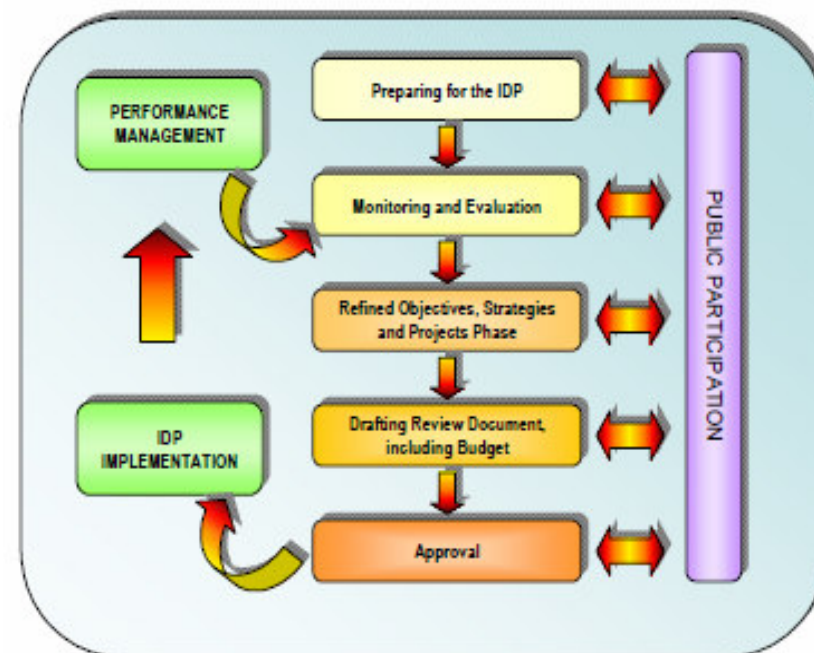 PERFORMANCE
MANAGEMENT
Preparing for the IDP
Monitoring and Evaluation
Refined Objectives, Strategies
and Projects Phase
IDP
IMPLEMENTATION
Drafting Review Document,
including Budget
Approval
PUBLIC PARTICIPATION